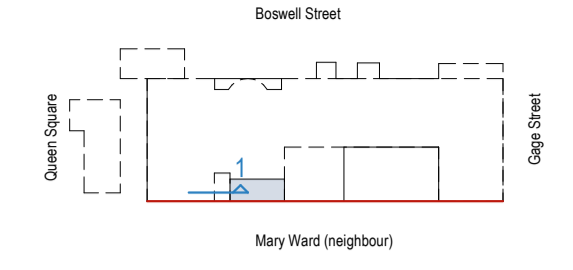 Boswell Street
Queen Square
Gage Street
1
Mary Ward (neighbour)